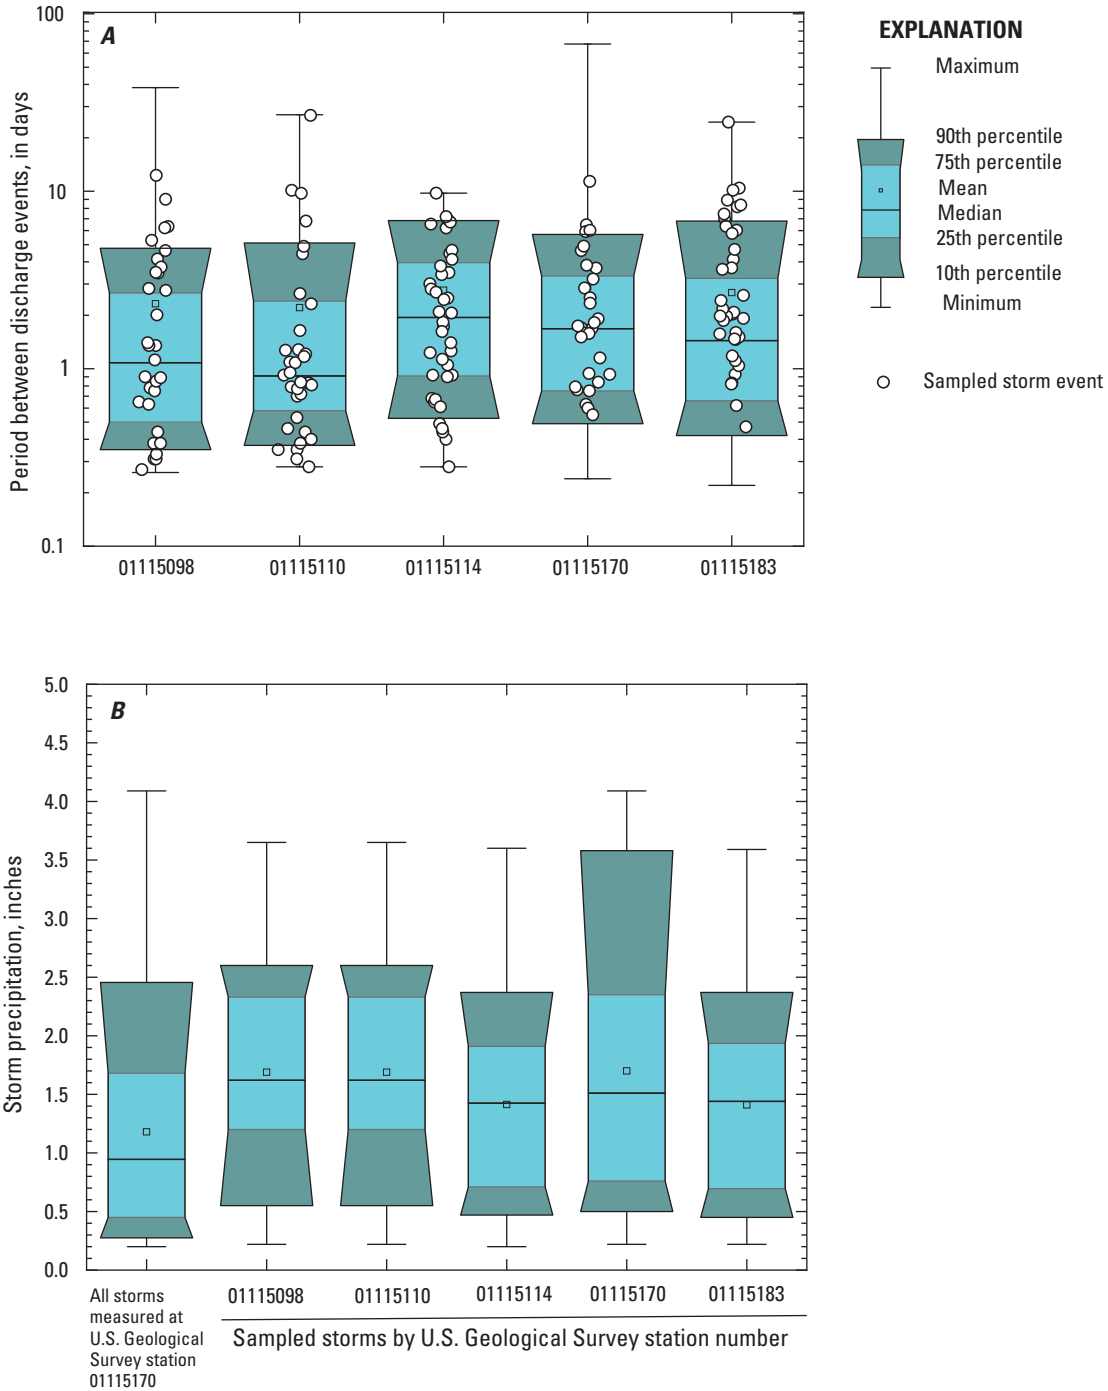 A
Period between discharge events, in days
100
10
1
0.1
01115098
01115110
01115114
01115170
01115183
EXPLANATION
Maximum
90th percentile
75th percentile
Mean
Median
25th percentile
10th percentile
Minimum
Sampled storm event
B
Storm precipitation, inches
5.0
4.5
4.0
3.5
3.0
2.5
2.0
1.5
1.0
0.5
0.0
All storms
measured at
U.S. Geological
Survey station
01115170
01115098
01115110
01115114
01115170
01115183
Sampled storms by U.S. Geological Survey station number